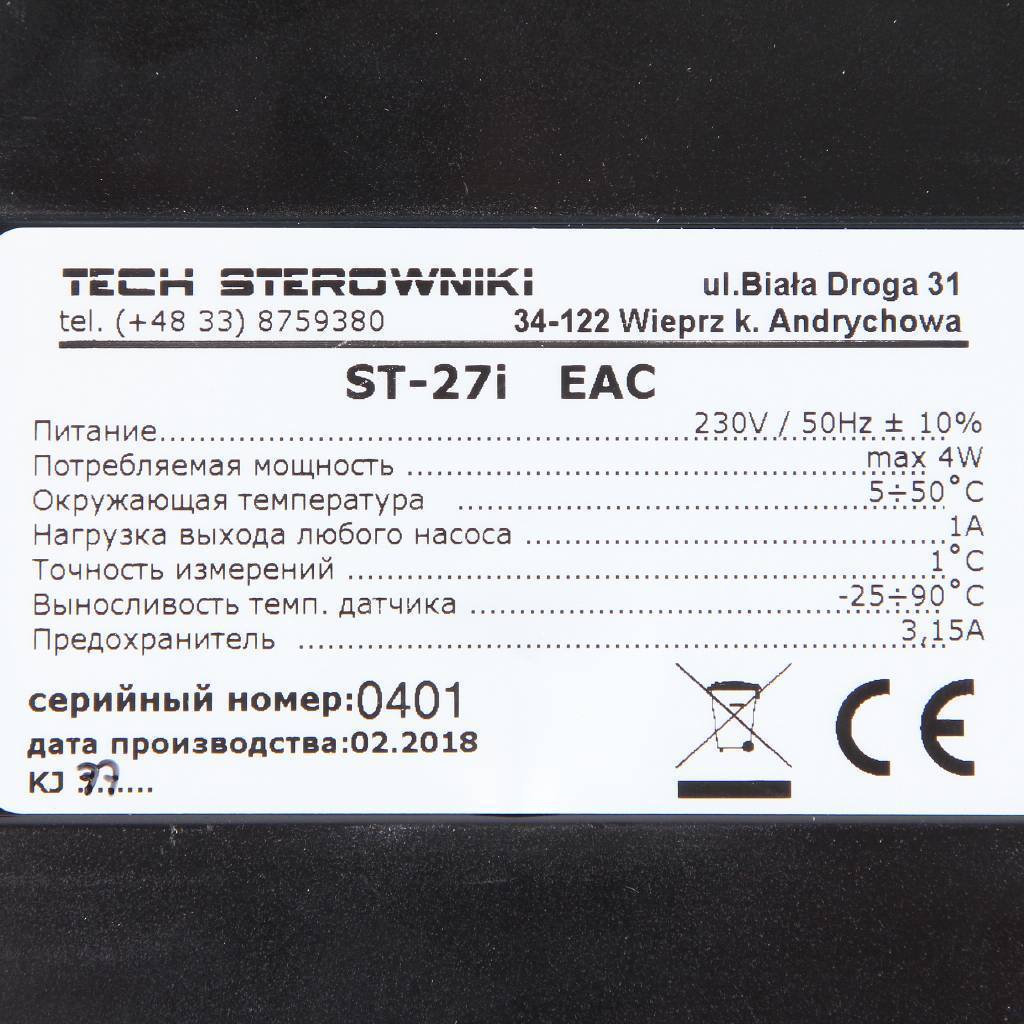 TECH STEROWNIKI ul.Biała Droga 31
tel. (+48 33) 8759380 34-122 Wieprz k. Andrychowa
ST-27i EAC
Питание......................................................230V / 50Hz ± 10%
Потребляемая мощность ......................................max 4W
Окружающая температура ....................................5÷50°C
Нагрузка выхода любого насоса ..............................1A
Точность измерений ..........................................1°C
Выносливость темп. датчика ..................................-25÷90°C
Предохранитель ..............................................3,15A
серийный номер:0401
дата производства:02.2018
KJ
CE